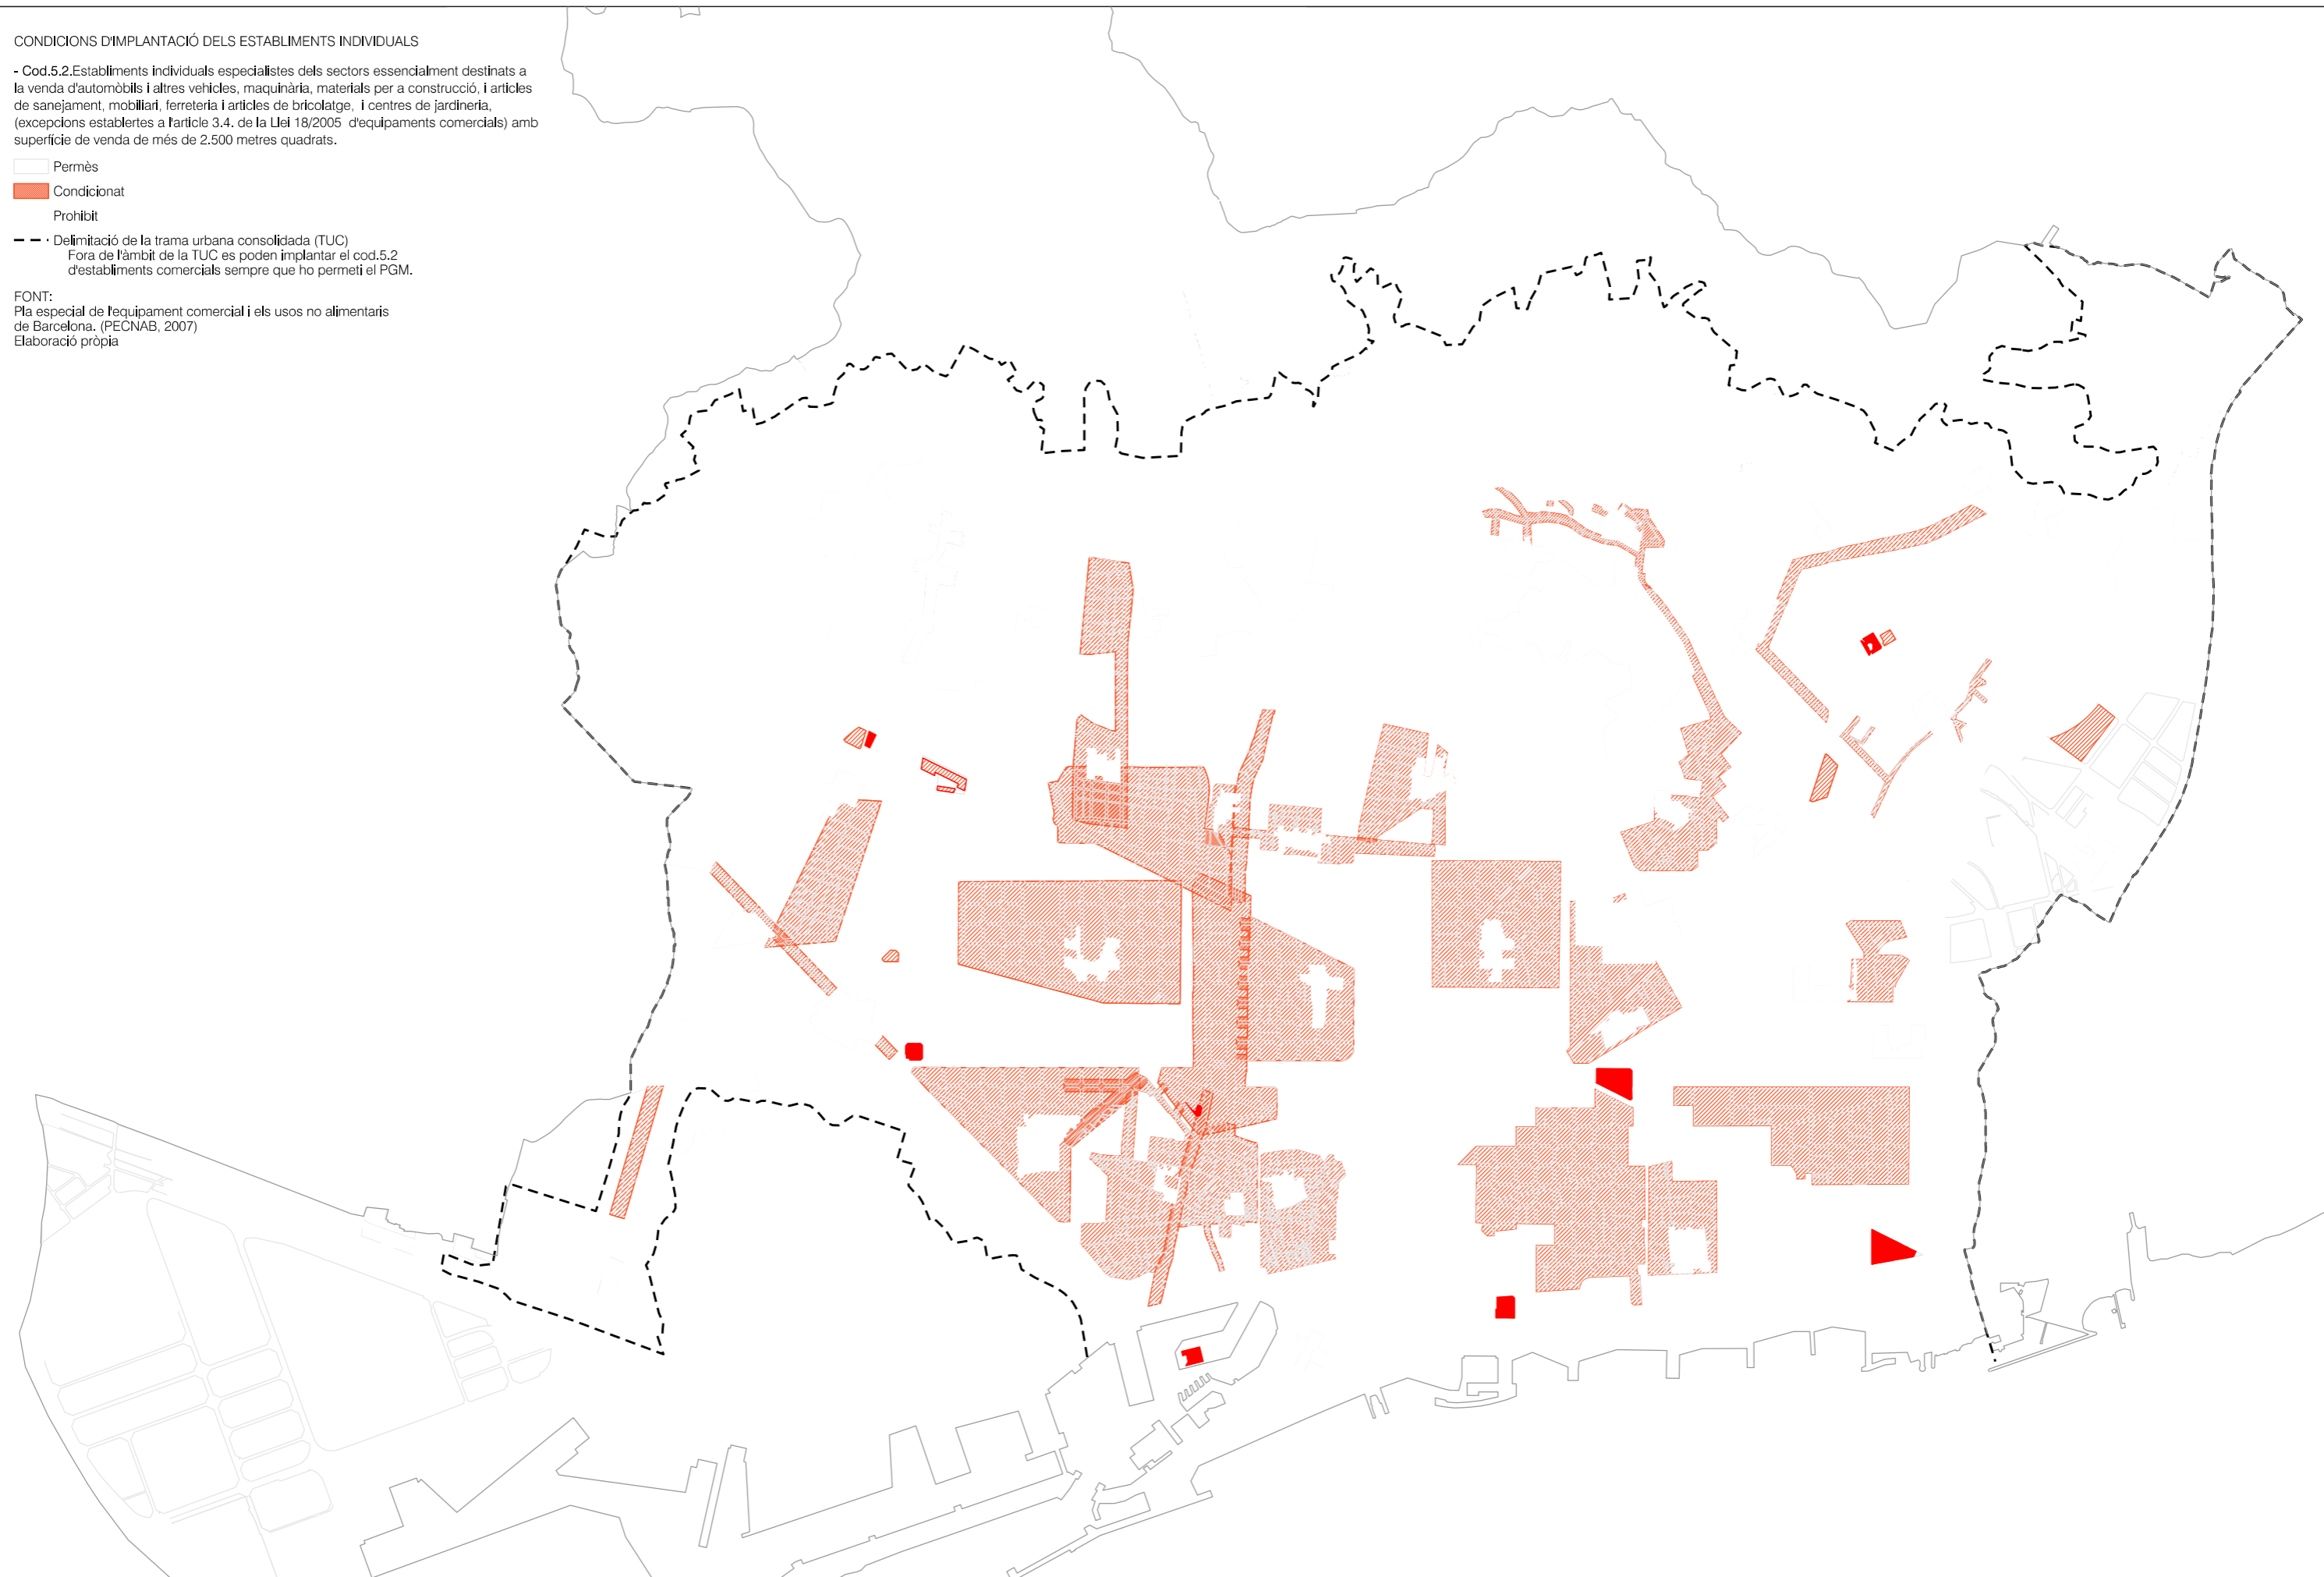 CONDICIONS D'IMPLANTACIÓ DELS ESTABLIMENTS INDIVIDUALS
- Cod.5.2.Establiments individuals especialistes dels sectors essencialment destinats a
la venda d'automòbils i altres vehicles, maquinària, materials per a construcció, i articles
de sanejament, mobiliari, ferreteria i articles de bricolatge, i centres de jardineria,
(excepcions establertes a l'article 3.4. de la Llei 18/2005 d'equipaments comercials) amb
superfície de venda de més de 2.500 metres quadrats.
Permès
Condicionat
Prohibit
Delimitació de la trama urbana consolidada (TUC)
Fora de l'àmbit de la TUC es poden implantar el cod.5.2
d'establiments comercials sempre que ho permeti el PGM.
FONT:
Pla especial de l'equipament comercial i els usos no alimentaris
de Barcelona. (PECNAB, 2007)
Elaboració pròpia